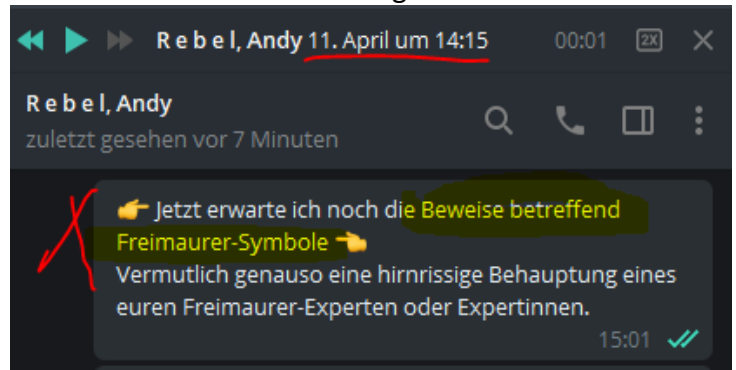 R e b e l, Andy 11. April um 14:15 00:01 2X
R e b e l, Andy
zuletzt gesehen vor 7 Minuten
👉 Jetzt erwarte ich noch die Beweise betreffend
Freimaurer-Symbole 👈
Vermutlich genauso eine hirnrissige Behauptung eines
euren Freimaurer-Experten oder Expertinnen.
15:01